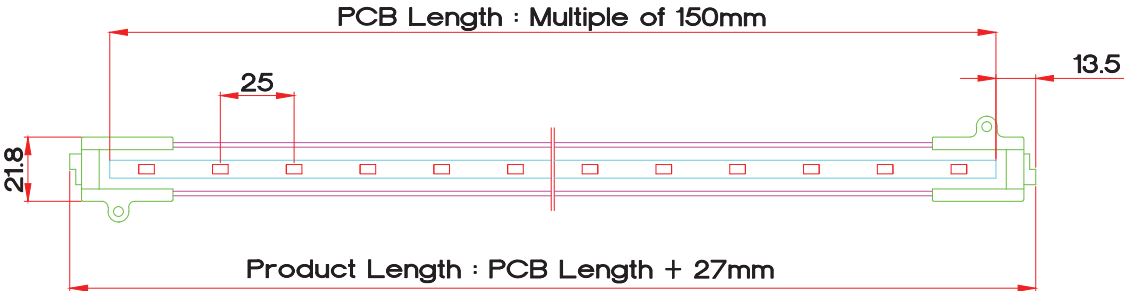 PCB Length : Multiple of 150mm
13.5
25
21.8
Product Length : PCB Length + 27mm